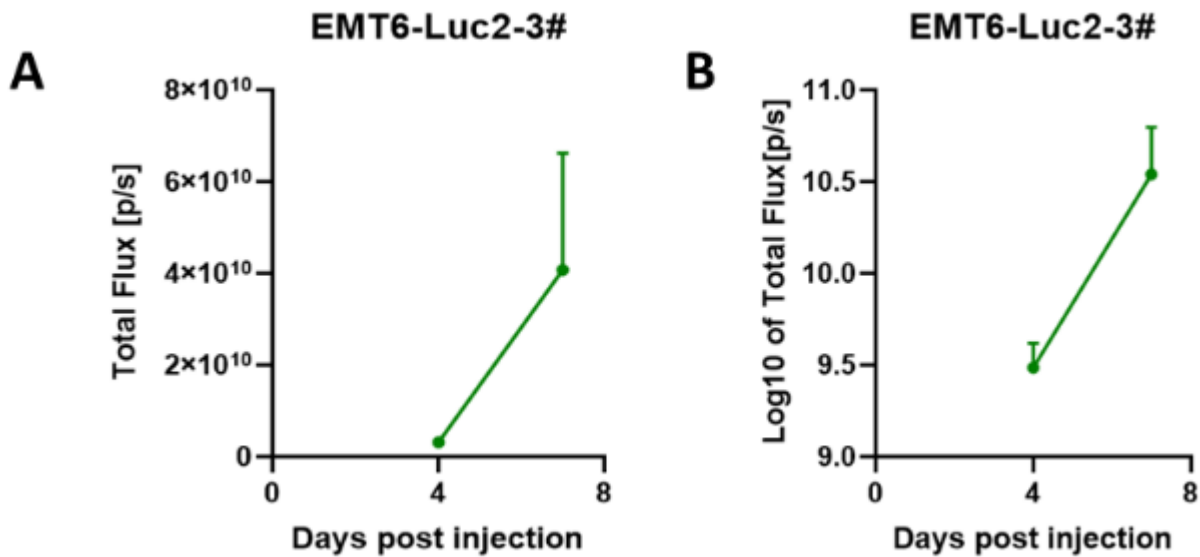 A
EMT6-Luc2-3#
Total Flux [p/s]
8×10¹⁰
6×10¹⁰
4×10¹⁰
2×10¹⁰
0
0 4 8
Days post injection
B
EMT6-Luc2-3#
Log10 of Total Flux[p/s]
11.0
10.5
10.0
9.5
9.0
0 4 8
Days post injection